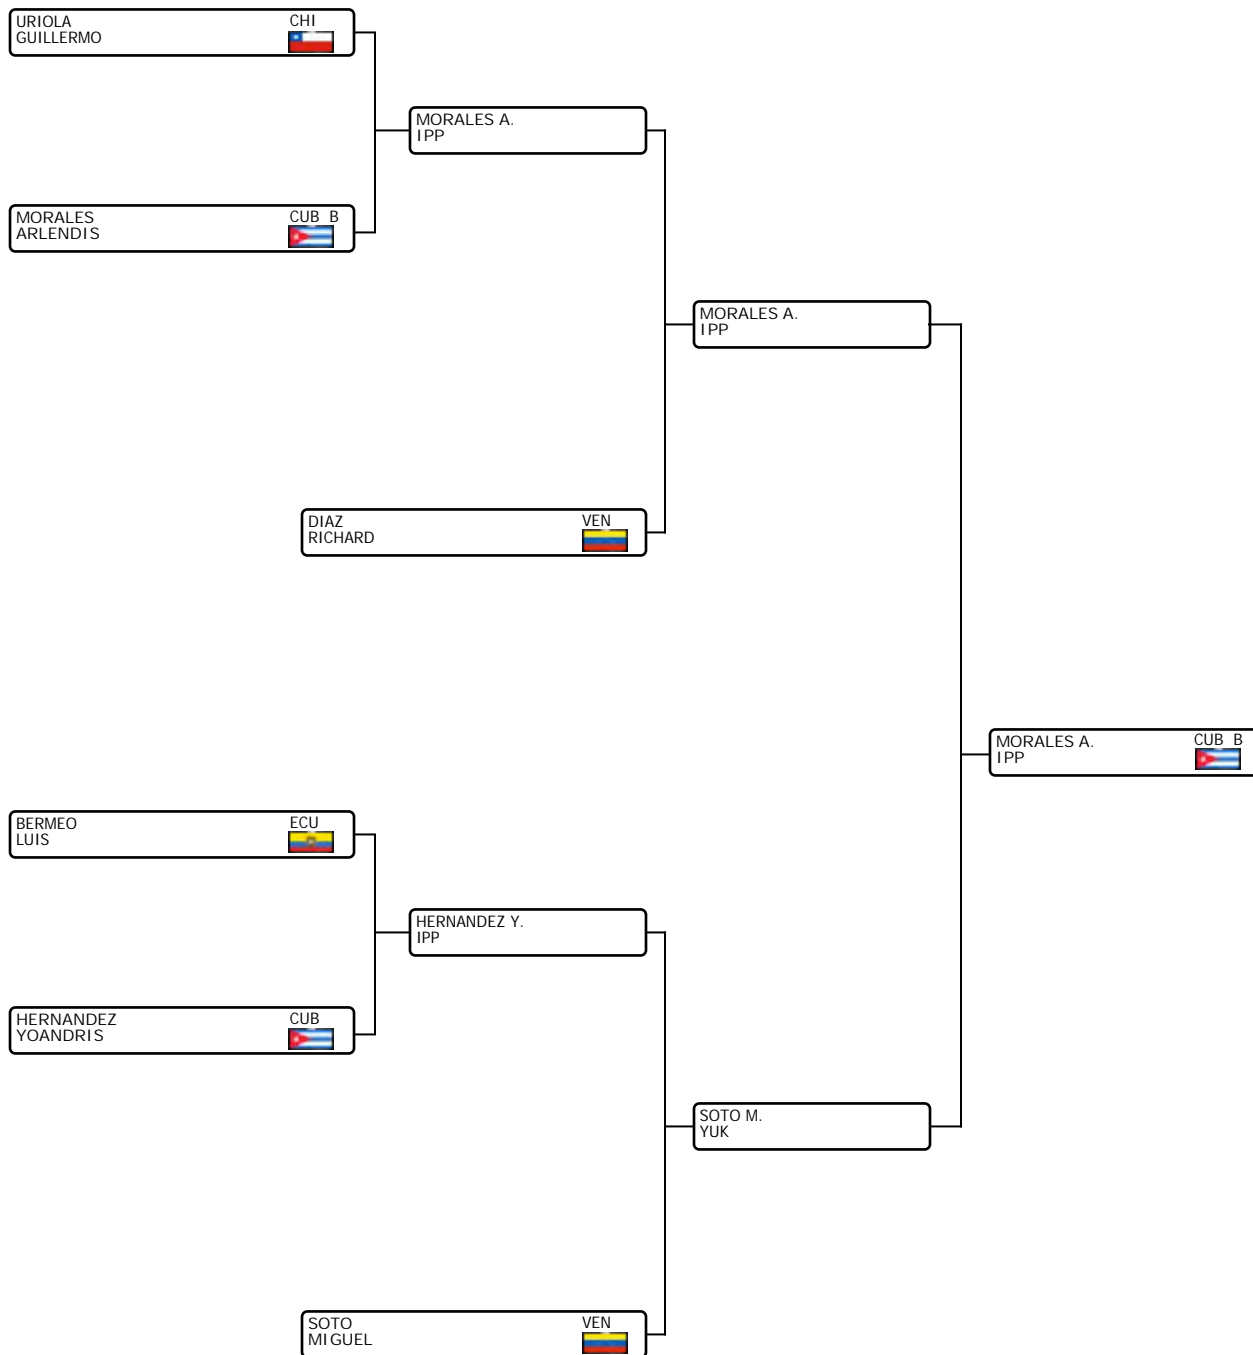 URIOLA CHI
GUILLERMO
MORALES A.
IPP
MORALES CUB B
ARLENDIS
MORALES A.
IPP
DIAZ VEN
RICHARD
MORALES A. CUB B
IPP
BERMEO ECU
LUIS
HERNANDEZ Y.
IPP
HERNANDEZ CUB
YOANDRIS
SOTO M.
YUK
SOTO VEN
MIGUEL